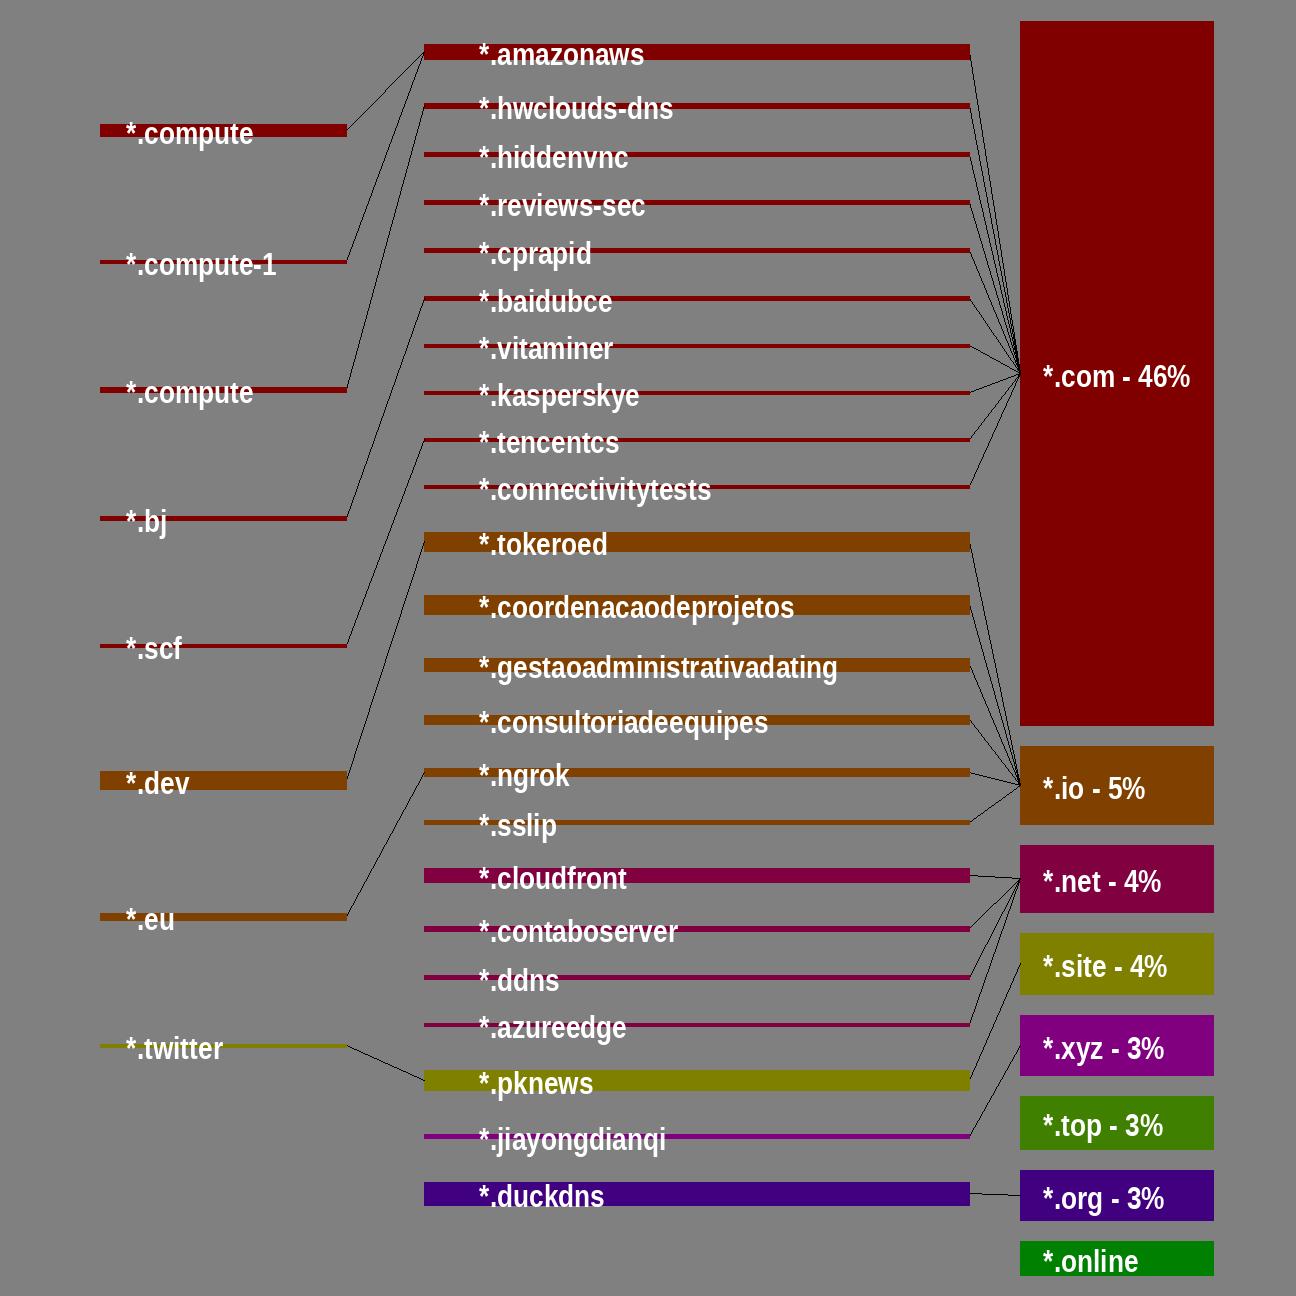 *.compute
*.compute-1
*.compute
*.bj
*.scf
*.dev
*.eu
*.twitter
*.amazonaws
*.hwclouds-dns
*.hiddenvnc
*.reviews-sec
*.cprapid
*.baidubce
*.vitaminer
*.kasperskye
*.tencentcs
*.connectivitytests
*.tokeroed
*.coordenacaodeprojetos
*.gestaoadministrativadating
*.consultoriadeequipes
*.ngrok
*.sslip
*.cloudfront
*.contaboserver
*.ddns
*.azureedge
*.pknews
*.jiayongdianqi
*.duckdns
*.com - 46%
*.io - 5%
*.net - 4%
*.site - 4%
*.xyz - 3%
*.top - 3%
*.org - 3%
*.online